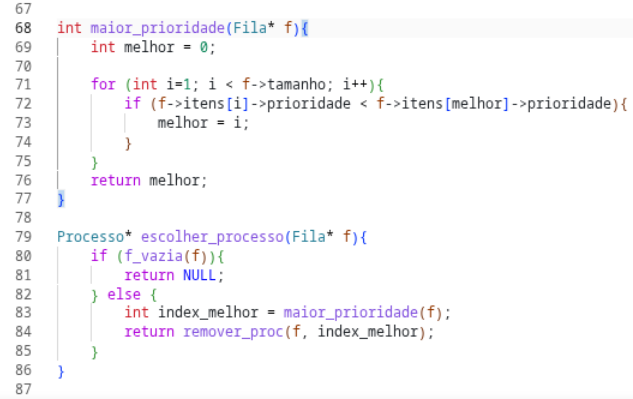 67
68 int maior_prioridade(Fila* f){
69     int melhor = 0;
70
71     for (int i=1; i < f->tamanho; i++){
72         if (f->itens[i]->prioridade < f->itens[melhor]->prioridade){
73             melhor = i;
74         }
75     }
76     return melhor;
77 }
78
79 Processo* escolher_processo(Fila* f){
80     if (f_vazia(f)){
81         return NULL;
82     } else {
83         int index_melhor = maior_prioridade(f);
84         return remover_proc(f, index_melhor);
85     }
86 }
87